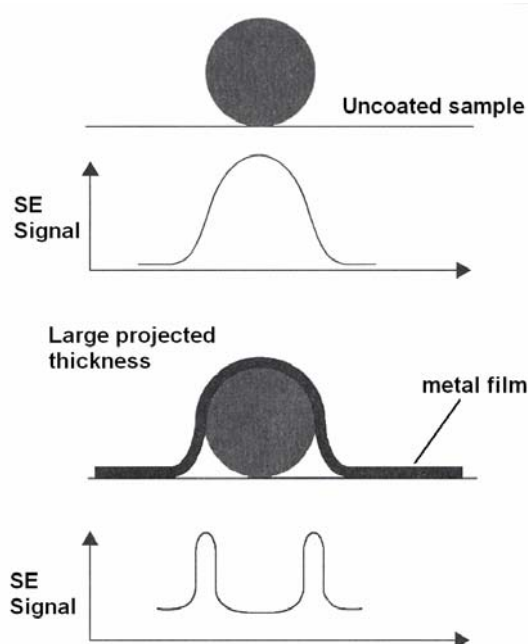 Uncoated sample
SE
Signal
Large projected
thickness
metal film
SE
Signal